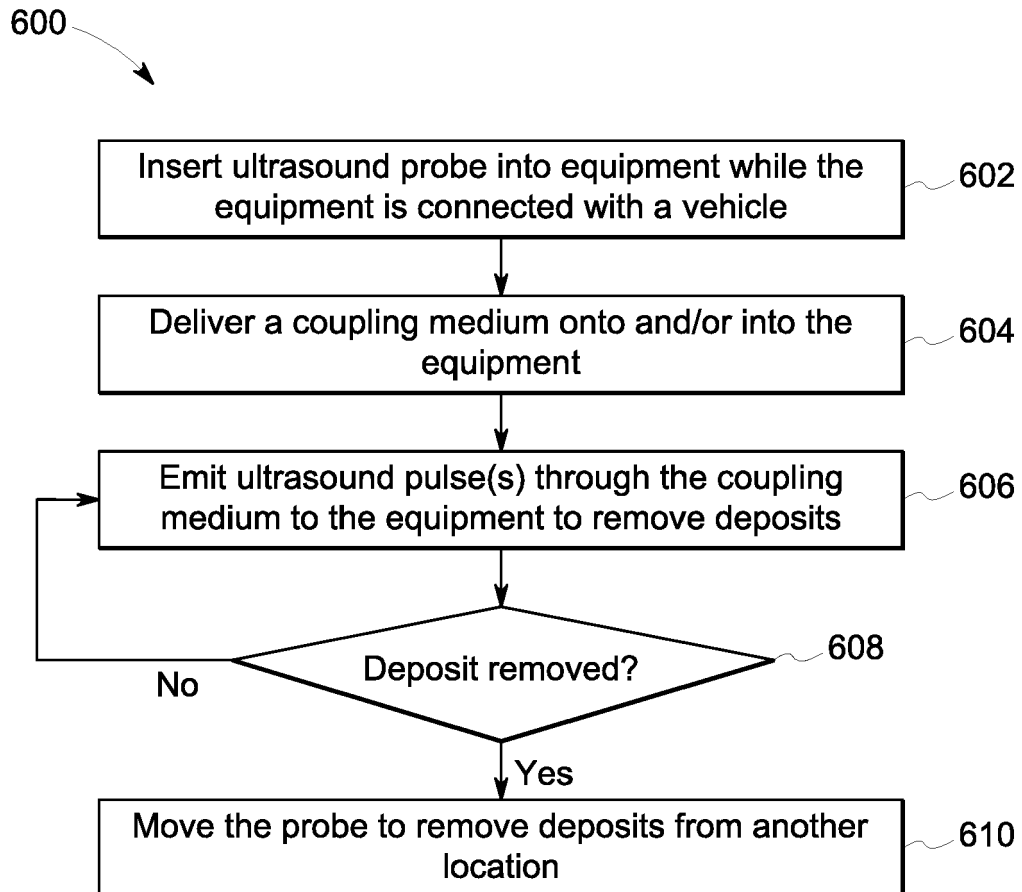 600
Insert ultrasound probe into equipment while the
equipment is connected with a vehicle
602
Deliver a coupling medium onto and/or into the
equipment
604
Emit ultrasound pulse(s) through the coupling
medium to the equipment to remove deposits
606
Deposit removed?
608
No
Yes
Move the probe to remove deposits from another
location
610